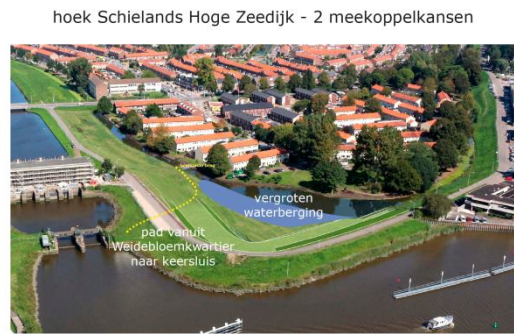 hoek Schielands Hoge Zeedijk - 2 meekoppelkansen
vergroten
waterberging
pad vanuit
Weidebloemkwartier
naar keersluis